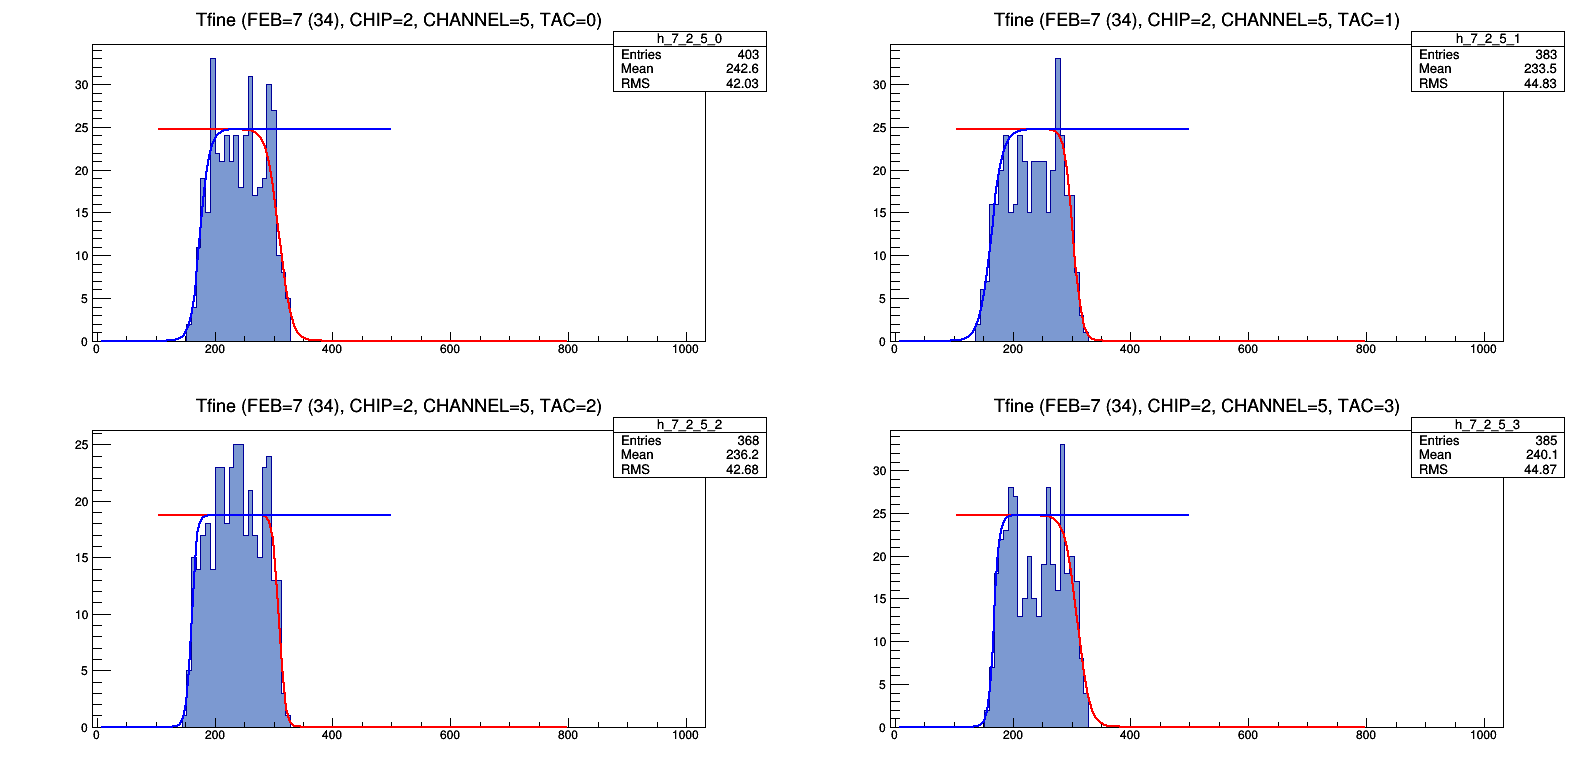 Tfine (FEB=7 (34), CHIP=2, CHANNEL=5, TAC=0)
h_7_2_5_0
Entries 403
Mean 242.6
RMS 42.03
30
25
20
15
10
5
0
0 200 400 600 800 1000
Tfine (FEB=7 (34), CHIP=2, CHANNEL=5, TAC=1)
h_7_2_5_1
Entries 383
Mean 233.5
RMS 44.83
30
25
20
15
10
5
0
0 200 400 600 800 1000
Tfine (FEB=7 (34), CHIP=2, CHANNEL=5, TAC=2)
h_7_2_5_2
Entries 368
Mean 236.2
RMS 42.68
25
20
15
10
5
0
0 200 400 600 800 1000
Tfine (FEB=7 (34), CHIP=2, CHANNEL=5, TAC=3)
h_7_2_5_3
Entries 385
Mean 240.1
RMS 44.87
30
25
20
15
10
5
0
0 200 400 600 800 1000